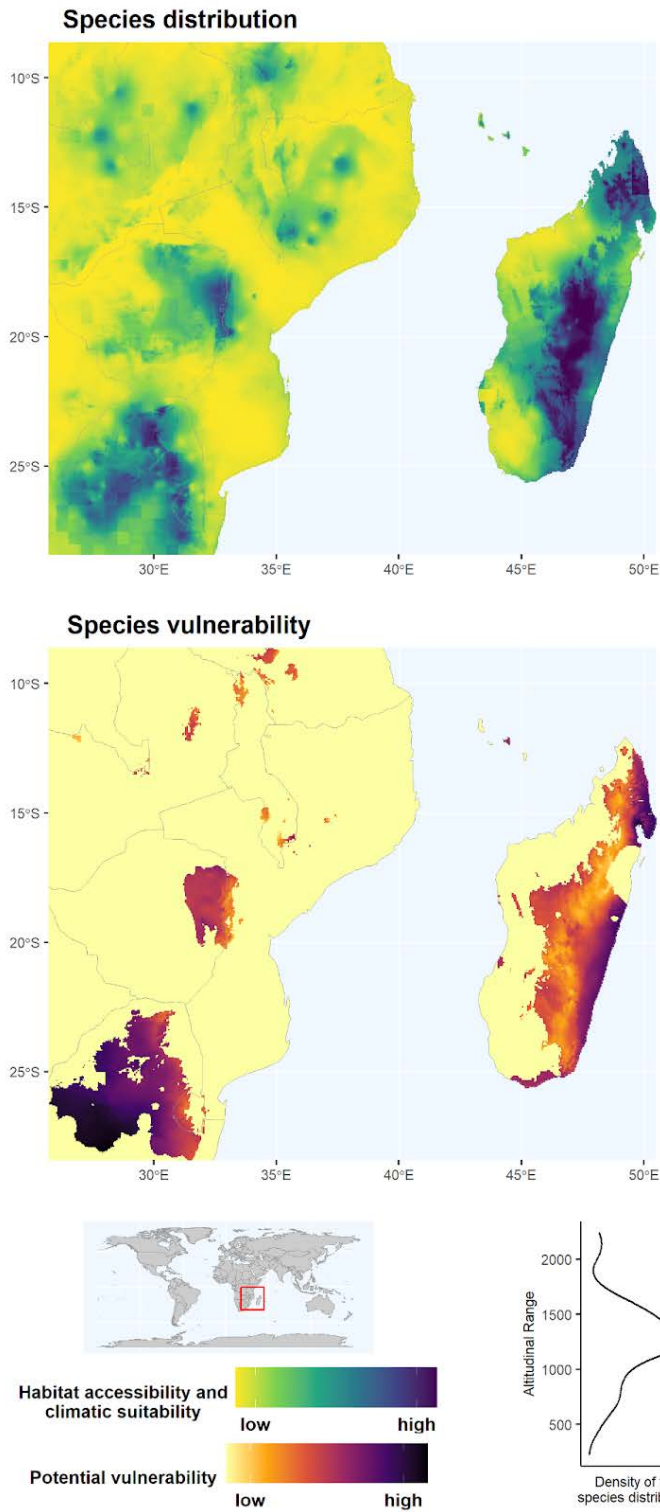 Species distribution
10°S
15°S
20°S
25°S
30°E
35°E
40°E
45°E
50°E
Species vulnerability
10°S
15°S
20°S
25°S
30°E
35°E
40°E
45°E
50°E
Habitat accessibility and
climatic suitability
low
high
Potential vulnerability
low
high
Altitudinal Range
2000
1500
1000
500
Density of
species distrib